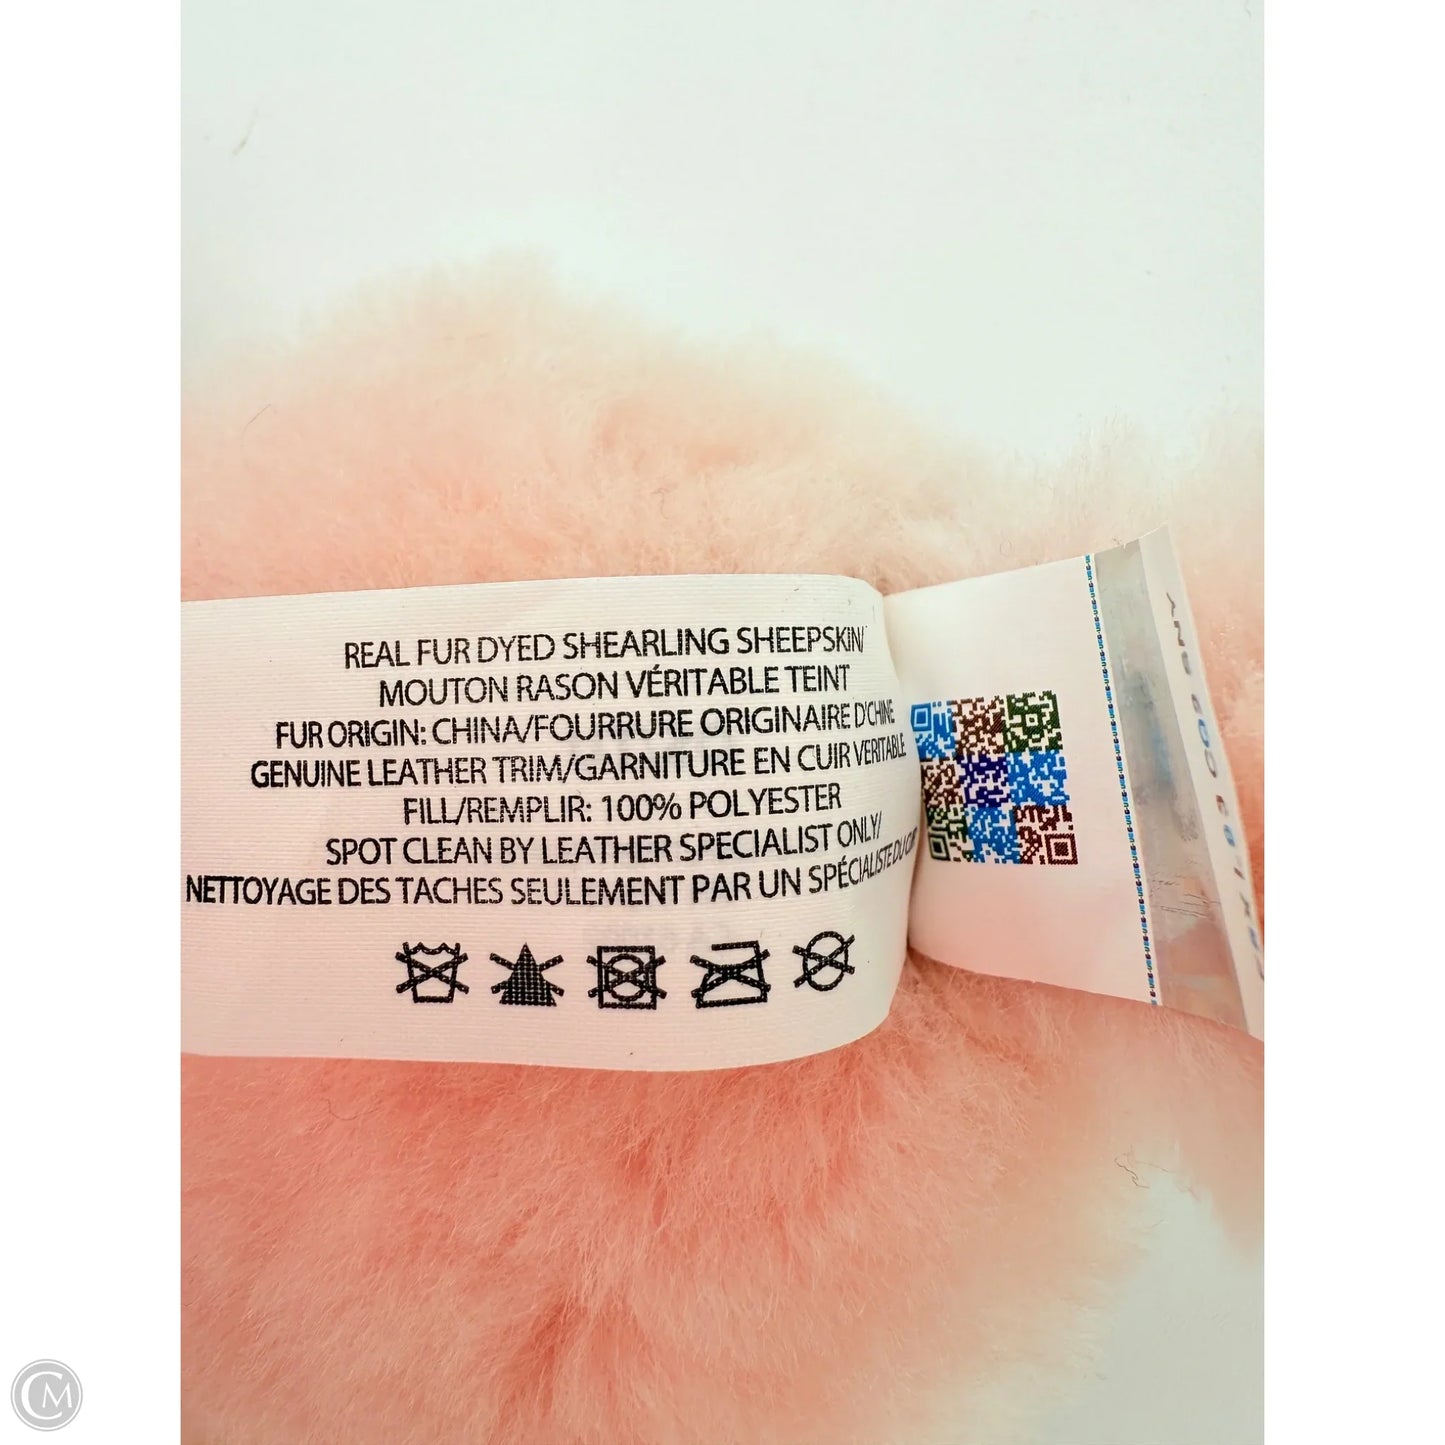 REAL FUR DYED SHEARLING SHEEPSKIN/
MOUTON RASON VÉRITABLE TEINT
FUR ORIGIN: CHINA/FOURRURE ORIGINAIRE D'CHINE
GENUINE LEATHER TRIM/GARNITURE EN CUIR VERITABLE
FILL/REMPLIR: 100% POLYESTER
SPOT CLEAN BY LEATHER SPECIALIST ONLY/
NETTOYAGE DES TACHES SEULEMENT PAR UN SPÉCIALISTE DU
CM